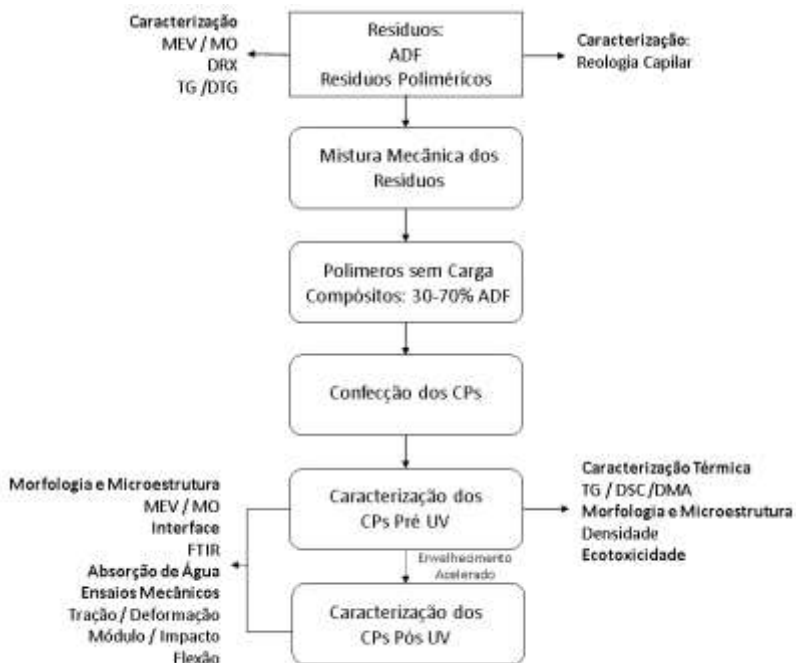 Caracterização
MEV / MO
DRX
TG /DTG
Residuos:
ADF
Residuos Poliméricos
Caracterização:
Reologia Capilar
Mistura Mecânica dos
Residuos
Polimeros sem Carga
Compósitos: 30-70% ADF
Confecção dos CPs
Morfologia e Microestrutura
MEV / MO
Interface
FTIR
Absorção de Água
Ensaios Mecânicos
Tração / Deformação
Módulo / Impacto
Flexão
Caracterização dos
CPs Pré UV
Caracterização Térmica
TG / DSC /DMA
Morfologia e Microestrutura
Densidade
Ecotoxicidade
Envelhecimento
Acelerado
Caracterização dos
CPs Pós UV